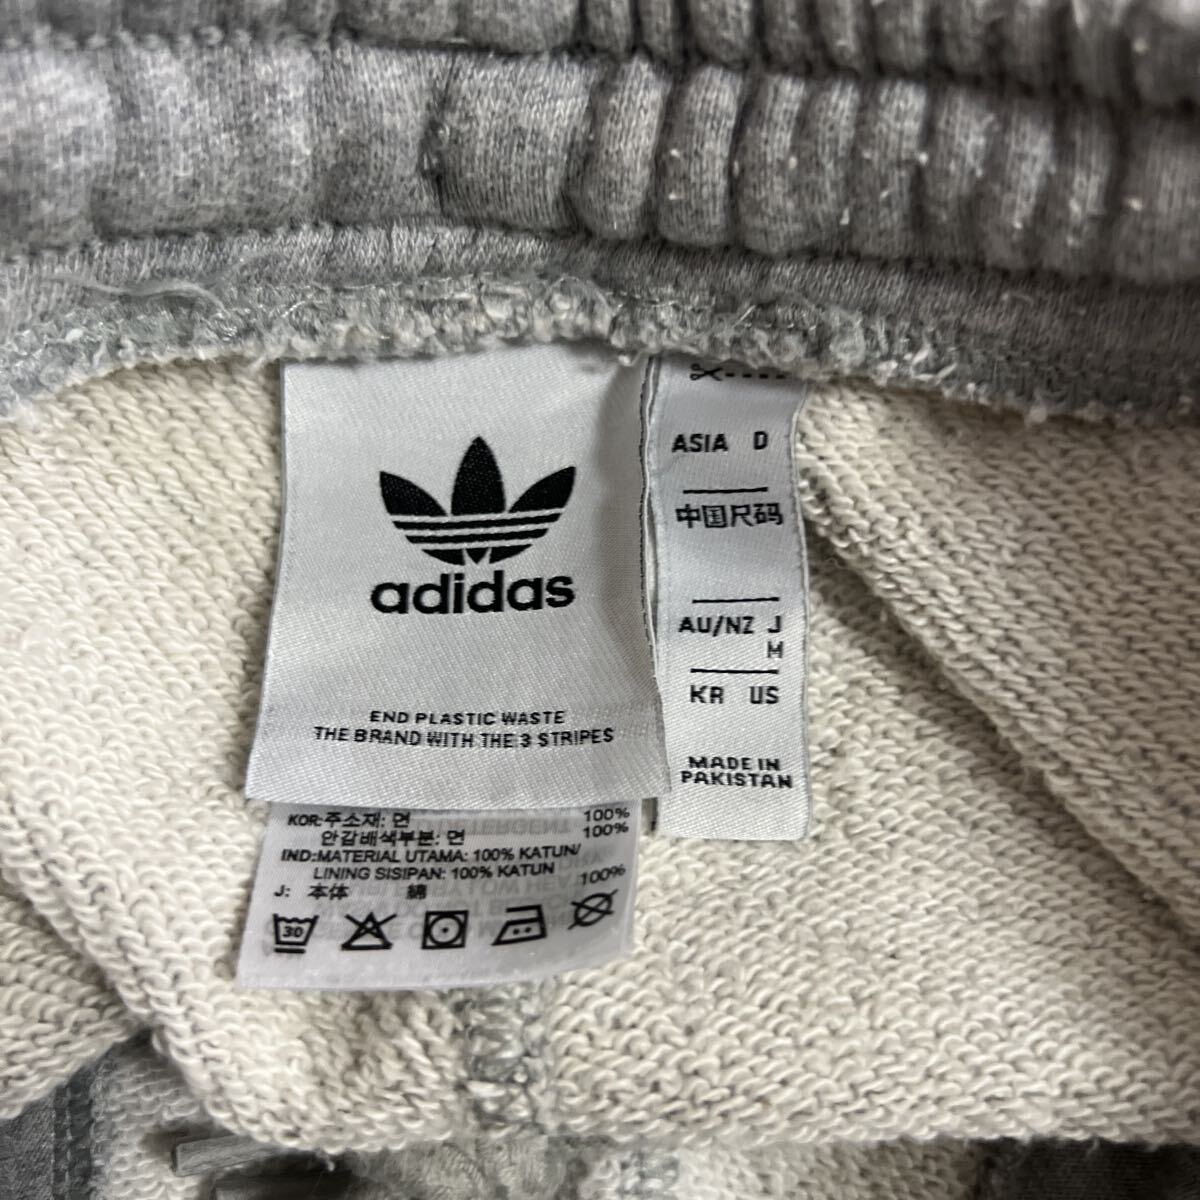 adidas
END PLASTIC WASTE
THE BRAND WITH THE 3 STRIPES
ASIA D
中国尺码
AU/NZ J
M
KR US
MADE IN
PAKISTAN
KOR:주소재: 면 100%
안감배색부분: 면 100%
IND:MATERIAL UTAMA: 100% KATUN/
LINING SISIPAN: 100% KATUN
J: 本体 綿 100%
30